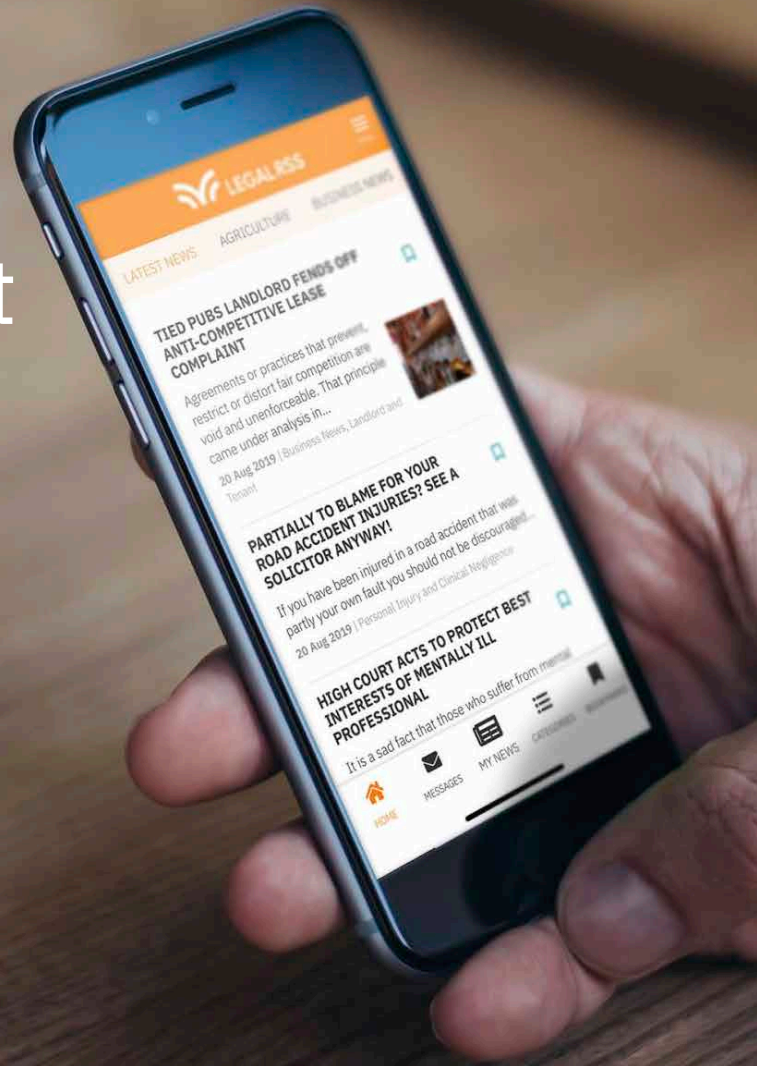 t
LEGALRSS
LATEST NEWS AGRICULTURE BUSINESS NEWS
TIED PUBS LANDLORD FENDS OFF
ANTI-COMPETITIVE LEASE
COMPLAINT
Agreements or practices that prevent,
restrict or distort fair competition are
void and unenforceable. That principle
came under analysis in...
20 Aug 2019 | Business News, Landlord and
Tenant
PARTIALLY TO BLAME FOR YOUR
ROAD ACCIDENT INJURIES? SEE A
SOLICITOR ANYWAY!
If you have been injured in a road accident that was
partly your own fault you should not be discouraged...
20 Aug 2019 | Personal Injury and Clinical Negligence
HIGH COURT ACTS TO PROTECT BEST
INTERESTS OF MENTALLY ILL
PROFESSIONAL
It is a sad fact that those who suffer from mental
HOME MESSAGES MY NEWS CATEGORIES BOOKMARKS